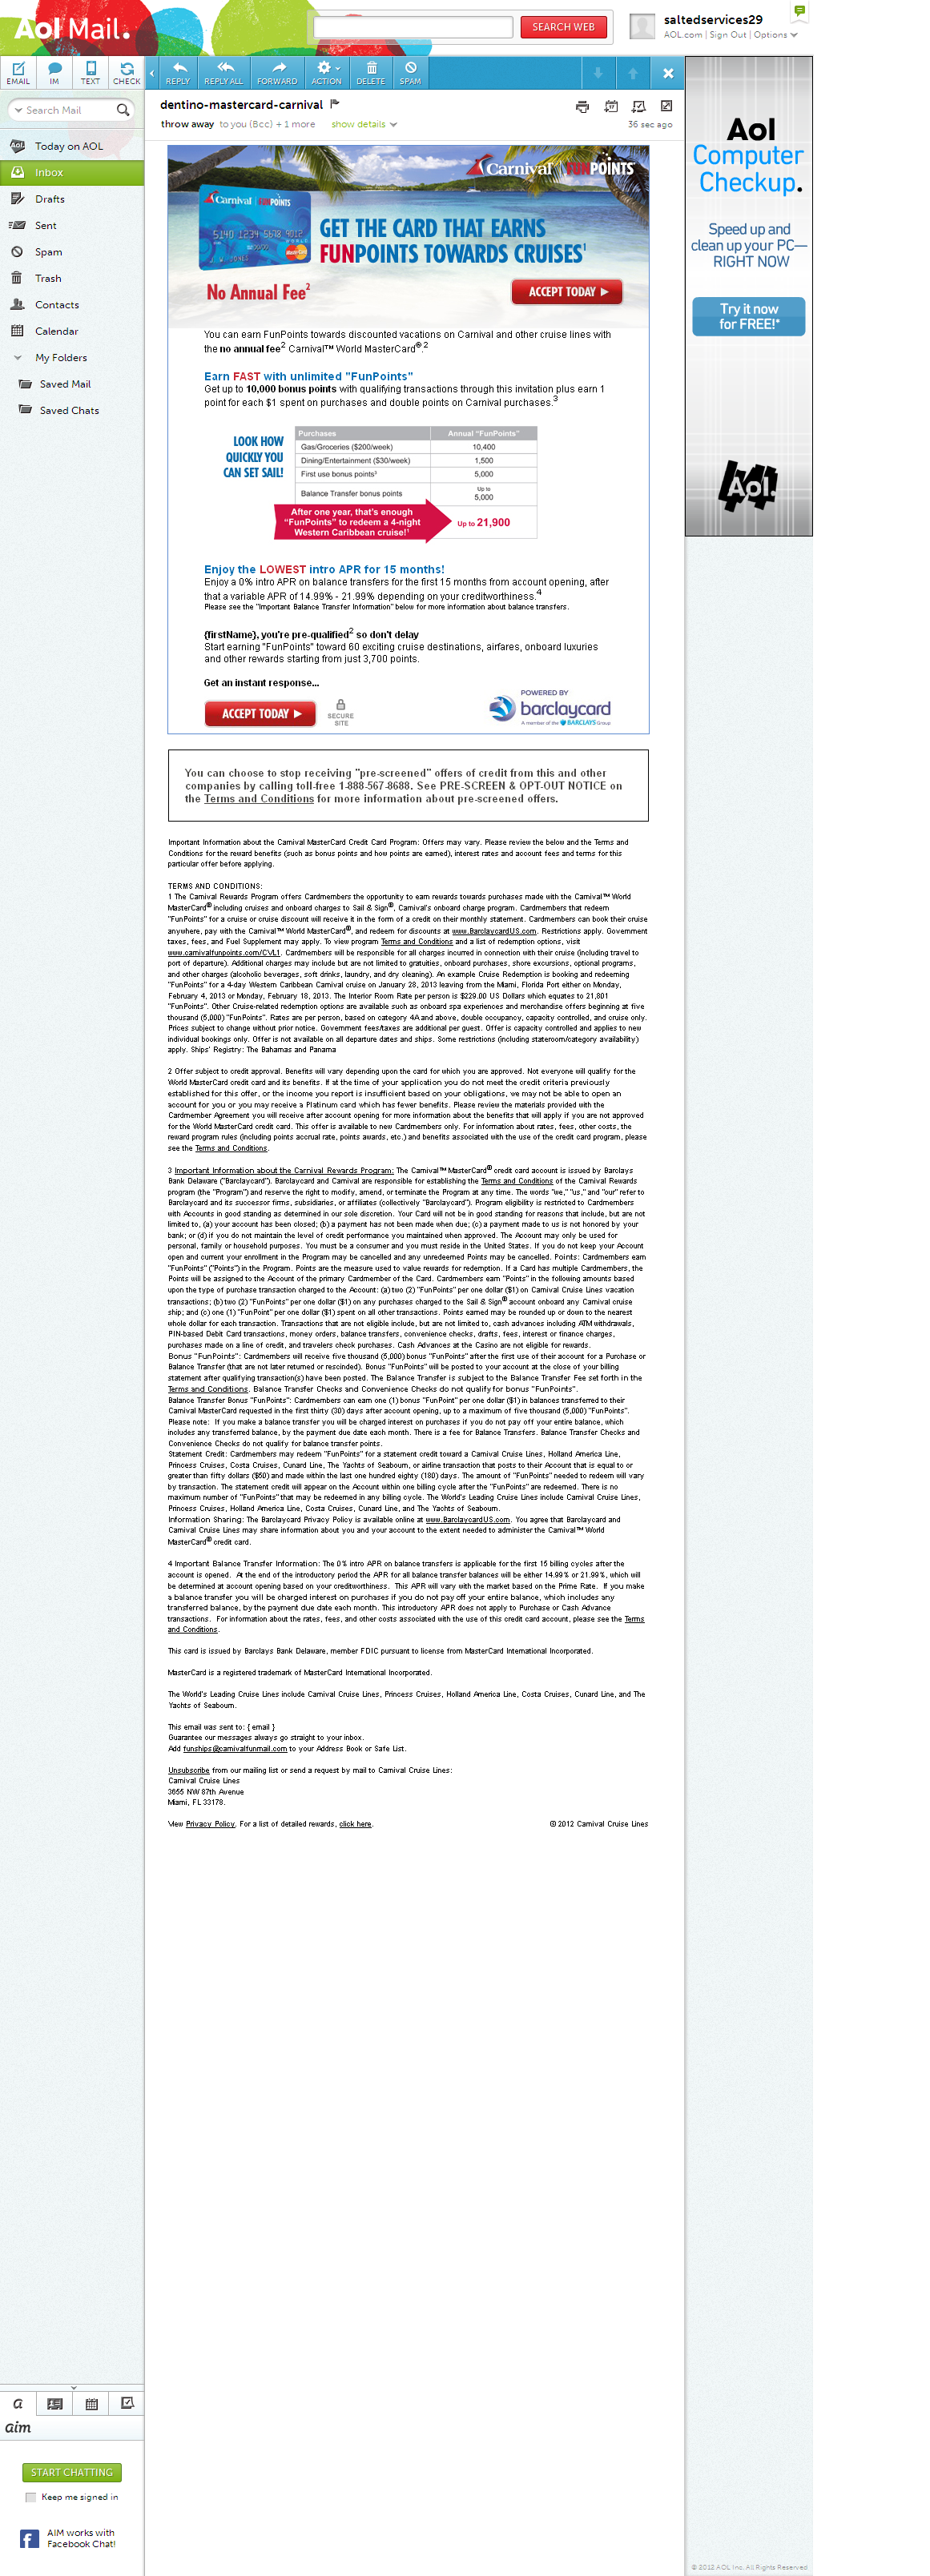 Aol Mail.
SEARCH WEB
saltedservices29
AOL.com | Sign Out | Options
EMAIL
IM
TEXT
CHECK
REPLY
REPLY ALL
FORWARD
ACTION
DELETE
SPAM
Search Mail
Today on AOL
Inbox
Drafts
Sent
Spam
Trash
Contacts
Calendar
My Folders
Saved Mail
Saved Chats
dentino-mastercard-carnival
throw away to you (Bcc) + 1 more show details
36 sec ago
Carnival FUNPOINTS
Carnival FUNPOINTS
GET THE CARD THAT EARNS
FUNPOINTS TOWARDS CRUISES1
No Annual Fee2
ACCEPT TODAY
You can earn FunPoints towards discounted vacations on Carnival and other cruise lines with
the no annual fee2 Carnival™ World MasterCard®.2
Earn FAST with unlimited "FunPoints"
Get up to 10,000 bonus points with qualifying transactions through this invitation plus earn 1
point for each $1 spent on purchases and double points on Carnival purchases.3
LOOK HOW
QUICKLY YOU
CAN SET SAIL!
Purchases Annual "FunPoints"
Gas/Groceries ($200/week) 10,400
Dining/Entertainment ($30/week) 1,500
First use bonus points3 5,000
Balance Transfer bonus points Up to 5,000
After one year, that's enough
"FunPoints" to redeem a 4-night
Western Caribbean cruise!1
Up to 21,900
Enjoy the LOWEST intro APR for 15 months!
Enjoy a 0% intro APR on balance transfers for the first 15 months from account opening, after
that a variable APR of 14.99% - 21.99% depending on your creditworthiness.4
Please see the "Important Balance Transfer Information" below for more information about balance transfers.
{firstName}, you're pre-qualified2 so don't delay
Start earning "FunPoints" toward 60 exciting cruise destinations, airfares, onboard luxuries
and other rewards starting from just 3,700 points.
Get an instant response...
ACCEPT TODAY
SECURE
SITE
POWERED BY
barclaycard
A member of the BARCLAYS Group
You can choose to stop receiving "pre-screened" offers of credit from this and other
companies by calling toll-free 1-888-567-8688. See PRE-SCREEN & OPT-OUT NOTICE on
the Terms and Conditions for more information about pre-screened offers.
Important Information about the Carnival MasterCard Credit Card Program: Offers may vary. Please review the below and the Terms and
Conditions for the reward benefits (such as bonus points and how points are earned), interest rates and account fees and terms for this
particular offer before applying.
TERMS AND CONDITIONS:
1 The Carnival Rewards Program offers Cardmembers the opportunity to earn rewards towards purchases made with the Carnival™ World
MasterCard® including cruises and onboard charges to Sail & Sign®, Carnival's onboard charge program. Cardmembers that redeem
"FunPoints" for a cruise or cruise discount will receive it in the form of a credit on their monthly statement. Cardmembers can book their cruise
anywhere, pay with the Carnival™ World MasterCard®, and redeem for discounts at www.BarclaycardUS.com. Restrictions apply. Government
taxes, fees, and Fuel Supplement may apply. To view program Terms and Conditions and a list of redemption options, visit
www.carnivalfunpoints.com/CVL1. Cardmembers will be responsible for all charges incurred in connection with their cruise (including travel to
port of departure). Additional charges may include but are not limited to gratuities, onboard purchases, shore excursions, optional programs,
and other charges (alcoholic beverages, soft drinks, laundry, and dry cleaning). An example Cruise Redemption is booking and redeeming
"FunPoints" for a 4-day Western Caribbean Carnival cruise on January 28, 2013 leaving from the Miami, Florida Port either on Monday,
February 4, 2013 or Monday, February 18, 2013. The Interior Room Rate per person is $229.00 US Dollars which equates to 21,801
"FunPoints". Other Cruise-related redemption options are available such as onboard spa experiences and merchandise offers beginning at five
thousand (5,000) "FunPoints". Rates are per person, based on category 4A and above, double occupancy, capacity controlled, and cruise only.
Prices subject to change without prior notice. Government fees/taxes are additional per guest. Offer is capacity controlled and applies to new
individual bookings only. Offer is not available on all departure dates and ships. Some restrictions (including stateroom/category availability)
apply. Ships' Registry: The Bahamas and Panama
2 Offer subject to credit approval. Benefits will vary depending upon the card for which you are approved. Not everyone will qualify for the
World MasterCard credit card and its benefits. If at the time of your application you do not meet the credit criteria previously
established for this offer, or the income you report is insufficient based on your obligations, we may not be able to open an
account for you or you may receive a Platinum card which has fewer benefits. Please review the materials provided with the
Cardmember Agreement you will receive after account opening for more information about the benefits that will apply if you are not approved
for the World MasterCard credit card. This offer is available to new Cardmembers only. For information about rates, fees, other costs, the
reward program rules (including points accrual rate, points awards, etc.) and benefits associated with the use of the credit card program, please
see the Terms and Conditions.
3 Important Information about the Carnival Rewards Program: The Carnival™ MasterCard® credit card account is issued by Barclays
Bank Delaware ("Barclaycard"). Barclaycard and Carnival are responsible for establishing the Terms and Conditions of the Carnival Rewards
program (the "Program") and reserve the right to modify, amend, or terminate the Program at any time. The words "we," "us," and "our" refer to
Barclaycard and its successor firms, subsidiaries, or affiliates (collectively "Barclaycard"). Program eligibility is restricted to Cardmembers
with Accounts in good standing as determined in our sole discretion. Your Card will not be in good standing for reasons that include, but are not
limited to, (a) your account has been closed; (b) a payment has not been made when due; (c) a payment made to us is not honored by your
bank; or (d) if you do not maintain the level of credit performance you maintained when approved. The Account may only be used for
personal, family or household purposes. You must be a consumer and you must reside in the United States. If you do not keep your Account
open and current your enrollment in the Program may be cancelled and any unredeemed Points may be cancelled. Points: Cardmembers earn
"FunPoints" ("Points") in the Program. Points are the measure used to value rewards for redemption. If a Card has multiple Cardmembers, the
Points will be assigned to the Account of the primary Cardmember of the Card. Cardmembers earn "Points" in the following amounts based
upon the type of purchase transaction charged to the Account: (a) two (2) "FunPoints" per one dollar ($1) on Carnival Cruise Lines vacation
transactions; (b) two (2) "FunPoints" per one dollar ($1) on any purchases charged to the Sail & Sign® account onboard any Carnival cruise
ship; and (c) one (1) "FunPoint" per one dollar ($1) spent on all other transactions. Points earned may be rounded up or down to the nearest
whole dollar for each transaction. Transactions that are not eligible include, but are not limited to, cash advances including ATM withdrawals,
PIN-based Debit Card transactions, money orders, balance transfers, convenience checks, drafts, fees, interest or finance charges,
purchases made on a line of credit, and travelers check purchases. Cash Advances at the Casino are not eligible for rewards.
Bonus "FunPoints": Cardmembers will receive five thousand (5,000) bonus "FunPoints" after the first use of their account for a Purchase or
Balance Transfer (that are not later returned or rescinded). Bonus "FunPoints" will be posted to your account at the close of your billing
statement after qualifying transaction(s) have been posted. The Balance Transfer is subject to the Balance Transfer Fee set forth in the
Terms and Conditions. Balance Transfer Checks and Convenience Checks do not qualify for bonus "FunPoints".
Balance Transfer Bonus "FunPoints": Cardmembers can earn one (1) bonus "FunPoint" per one dollar ($1) in balances transferred to their
Carnival MasterCard requested in the first thirty (30) days after account opening, up to a maximum of five thousand (5,000) "FunPoints".
Please note: If you make a balance transfer you will be charged interest on purchases if you do not pay off your entire balance, which
includes any transferred balance, by the payment due date each month. There is a fee for Balance Transfers. Balance Transfer Checks and
Convenience Checks do not qualify for balance transfer points.
Statement Credit: Cardmembers may redeem "FunPoints" for a statement credit toward a Carnival Cruise Lines, Holland America Line,
Princess Cruises, Costa Cruises, Cunard Line, The Yachts of Seabourn, or airline transaction that posts to their Account that is equal to or
greater than fifty dollars ($50) and made within the last one hundred eighty (180) days. The amount of "FunPoints" needed to redeem will vary
by transaction. The statement credit will appear on the Account within one billing cycle after the "FunPoints" are redeemed. There is no
maximum number of "FunPoints" that may be redeemed in any billing cycle. The World's Leading Cruise Lines include Carnival Cruise Lines,
Princess Cruises, Holland America Line, Costa Cruises, Cunard Line, and The Yachts of Seabourn.
Information Sharing: The Barclaycard Privacy Policy is available online at www.BarclaycardUS.com. You agree that Barclaycard and
Carnival Cruise Lines may share information about you and your account to the extent needed to administer the Carnival™ World
MasterCard® credit card.
4 Important Balance Transfer Information: The 0% intro APR on balance transfers is applicable for the first 15 billing cycles after the
account is opened. At the end of the introductory period the APR for all balance transfer balances will be either 14.99% or 21.99%, which will
be determined at account opening based on your creditworthiness. This APR will vary with the market based on the Prime Rate. If you make
a balance transfer you will be charged interest on purchases if you do not pay off your entire balance, which includes any
transferred balance, by the payment due date each month. This introductory APR does not apply to Purchase or Cash Advance
transactions. For information about the rates, fees, and other costs associated with the use of this credit card account, please see the Terms
and Conditions.
This card is issued by Barclays Bank Delaware, member FDIC pursuant to license from MasterCard International Incorporated.
MasterCard is a registered trademark of MasterCard International Incorporated.
The World's Leading Cruise Lines include Carnival Cruise Lines, Princess Cruises, Holland America Line, Costa Cruises, Cunard Line, and The
Yachts of Seabourn.
This email was sent to: { email }
Guarantee our messages always go straight to your inbox.
Add funships@carnivalfunmail.com to your Address Book or Safe List.
Unsubscribe from our mailing list or send a request by mail to Carnival Cruise Lines:
Carnival Cruise Lines
3655 NW 87th Avenue
Miami, FL 33178.
View Privacy Policy. For a list of detailed rewards, click here.
© 2012 Carnival Cruise Lines
Aol
Computer
Checkup.
Speed up and
clean up your PC—
RIGHT NOW
Try it now
for FREE!*
Aol.
aim
START CHATTING
Keep me signed in
AIM works with
Facebook Chat!
© 2012 AOL Inc. All Rights Reserved